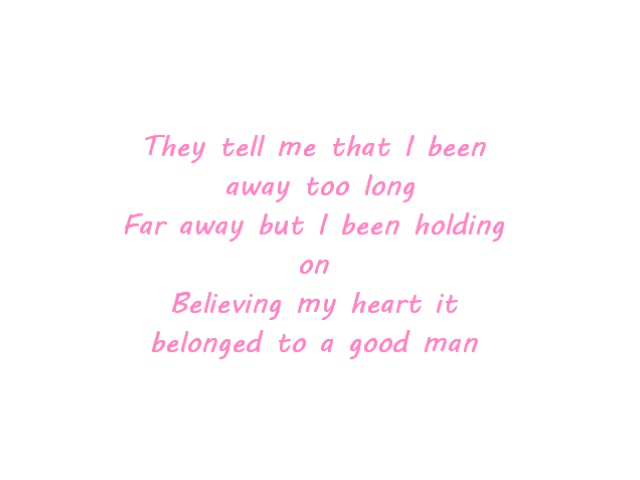 They tell me that I been
away too long
Far away but I been holding
on
Believing my heart it
belonged to a good man